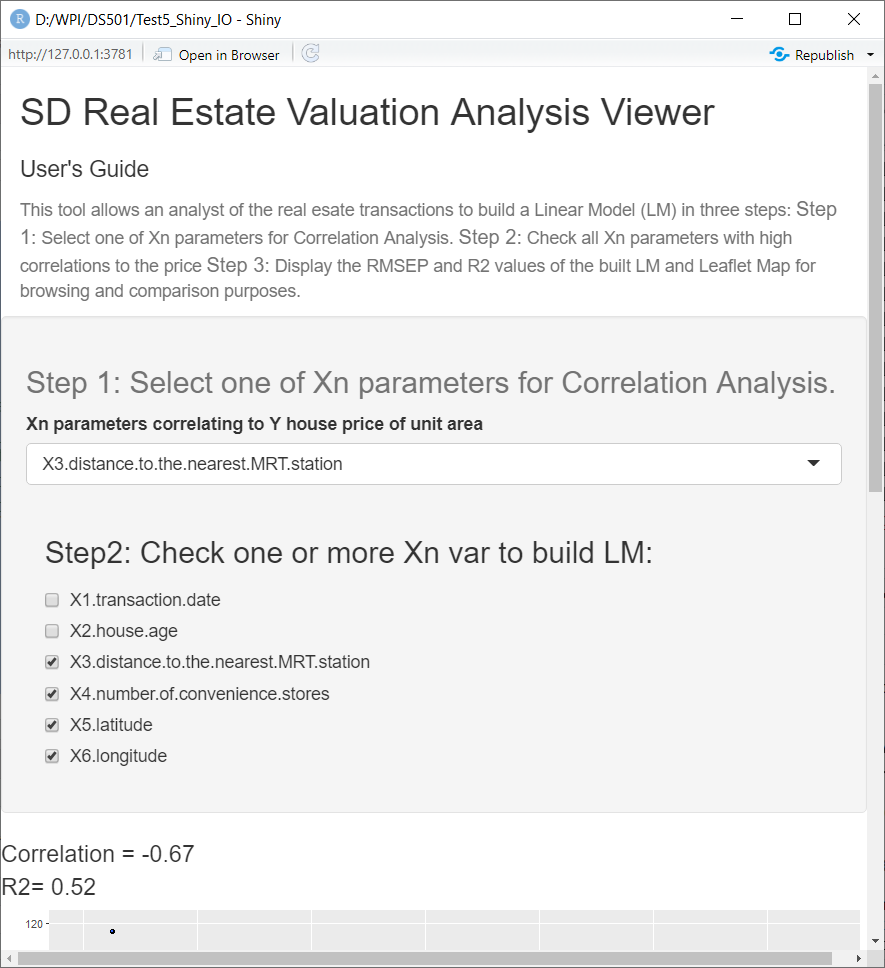 R D:/WPI/DS501/Test5_Shiny_IO - Shiny
http://127.0.0.1:3781 Open in Browser Republish
SD Real Estate Valuation Analysis Viewer
User's Guide
This tool allows an analyst of the real esate transactions to build a Linear Model (LM) in three steps: Step
1: Select one of Xn parameters for Correlation Analysis. Step 2: Check all Xn parameters with high
correlations to the price Step 3: Display the RMSEP and R2 values of the built LM and Leaflet Map for
browsing and comparison purposes.
Step 1: Select one of Xn parameters for Correlation Analysis.
Xn parameters correlating to Y house price of unit area
X3.distance.to.the.nearest.MRT.station
Step2: Check one or more Xn var to build LM:
X1.transaction.date
X2.house.age
X3.distance.to.the.nearest.MRT.station
X4.number.of.convenience.stores
X5.latitude
X6.longitude
Correlation = -0.67
R2= 0.52
120